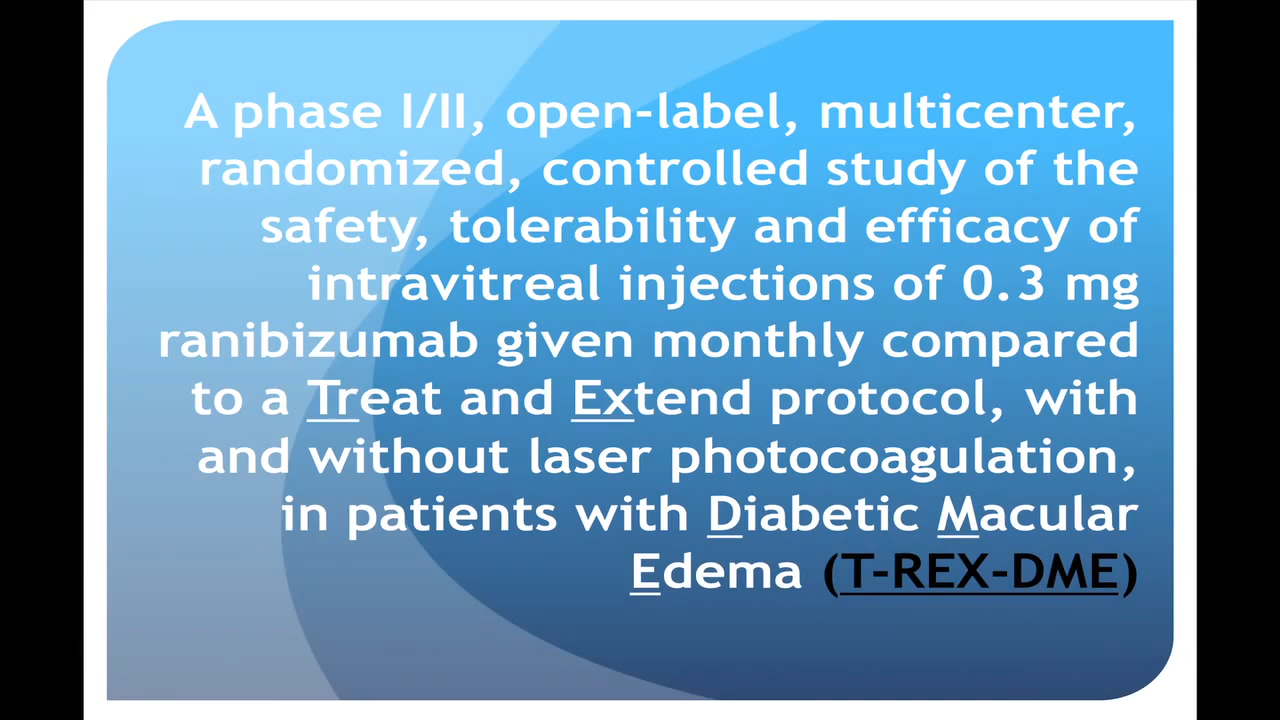 A phase I/II, open-label, multicenter,
randomized, controlled study of the
safety, tolerability and efficacy of
intravitreal injections of 0.3 mg
ranibizumab given monthly compared
to a Treat and Extend protocol, with
and without laser photocoagulation,
in patients with Diabetic Macular
Edema (T-REX-DME)